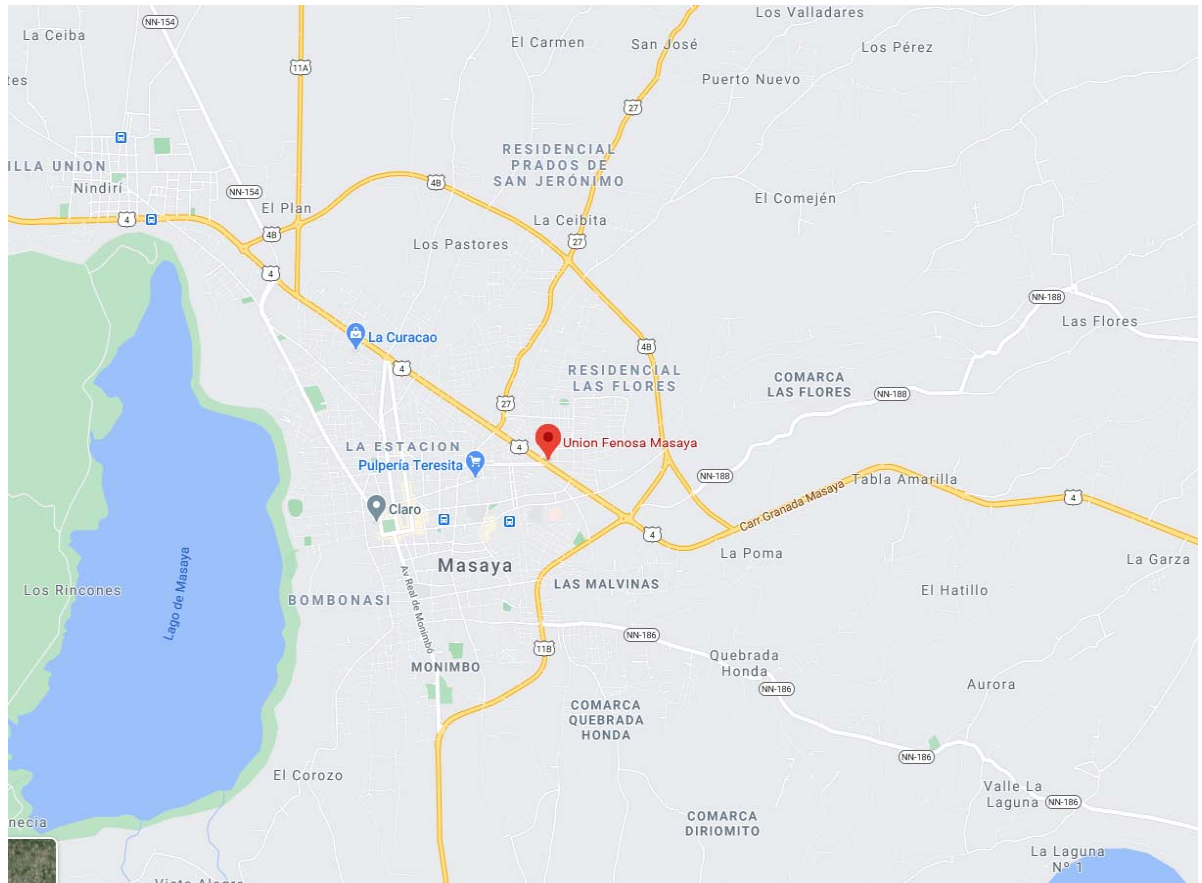 Los Valladares
NN-154
La Ceiba
El Carmen
San José
Los Pérez
11A
tes
Puerto Nuevo
27
RESIDENCIAL
PRADOS DE
SAN JERÓNIMO
ILLA UNION
Nindirí
4B
NN-154
El Comején
El Plan
4
La Ceibita
4B
27
Los Pastores
4
NN-188
Las Flores
La Curacao
4B
4
RESIDENCIAL
LAS FLORES
COMARCA
LAS FLORES
NN-188
27
LA ESTACION
4
Union Fenosa Masaya
Pulpería Teresita
NN-188
Tabla Amarilla
4
Carr Granada Masaya
Claro
4
La Poma
La Garza
Masaya
LAS MALVINAS
Los Rincones
Lago de Masaya
BOMBONASI
Av Real de Monimbó
El Hatillo
NN-186
11B
Quebrada
Honda
MONIMBO
NN-186
Aurora
COMARCA
QUEBRADA
HONDA
NN-186
El Corozo
Valle La
Laguna
NN-186
necia
COMARCA
DIRIOMITO
La Laguna
Nº 1